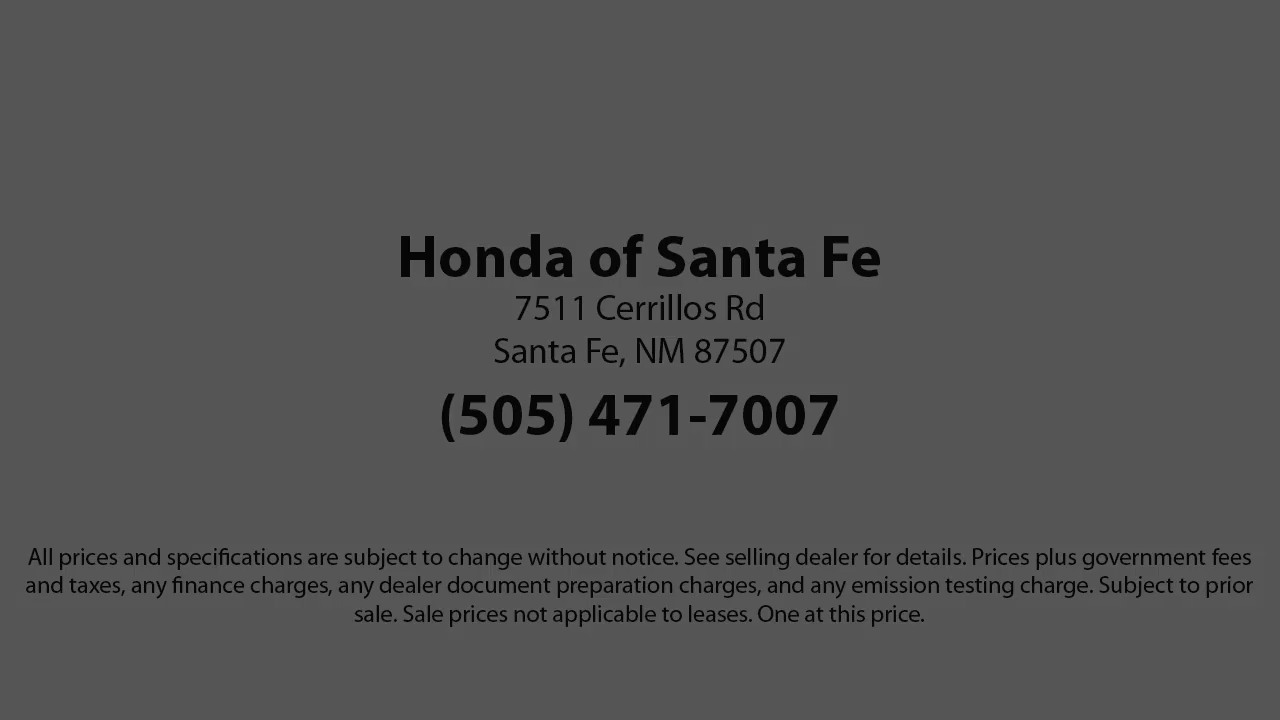 Honda of Santa Fe
7511 Cerrillos Rd
Santa Fe, NM 87507
(505) 471-7007
All prices and specifications are subject to change without notice. See selling dealer for details. Prices plus government fees
and taxes, any finance charges, any dealer document preparation charges, and any emission testing charge. Subject to prior
sale. Sale prices not applicable to leases. One at this price.